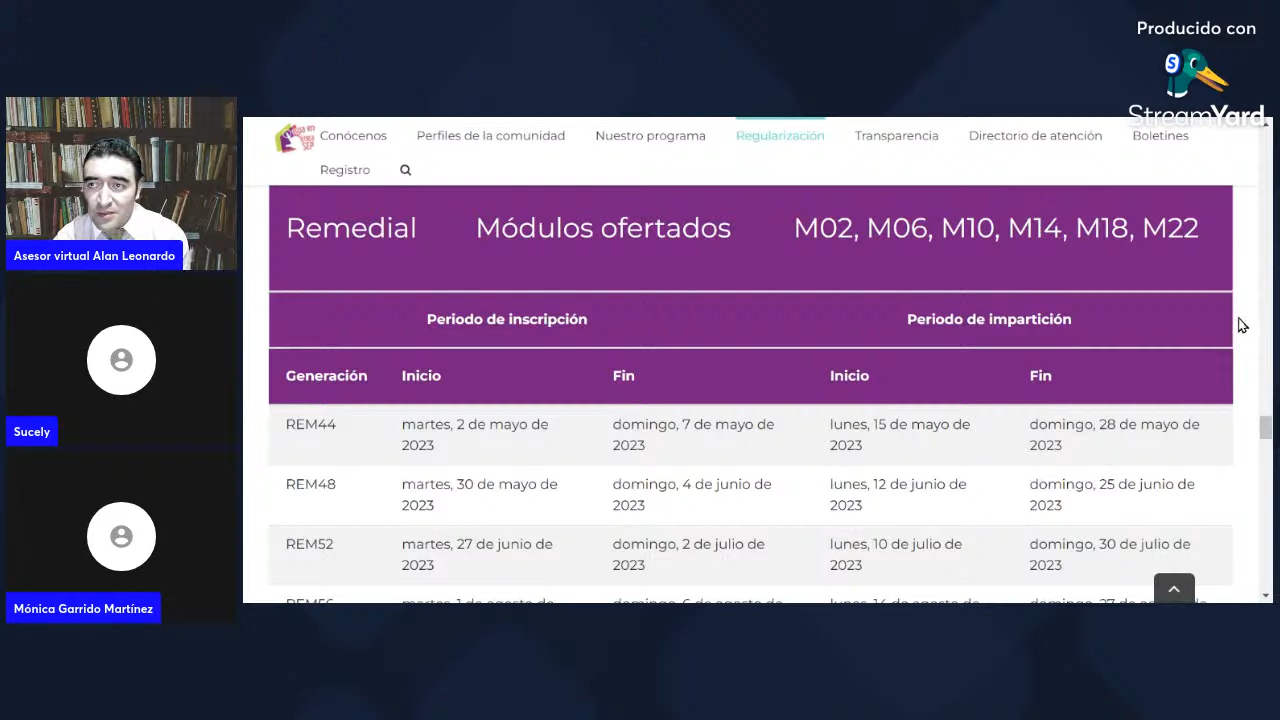 Producido con
StreamYard
Conócenos Perfiles de la comunidad Nuestro programa Regularización Transparencia Directorio de atención Boletines
Registro
Remedial Módulos ofertados M02, M06, M10, M14, M18, M22
Periodo de inscripción Periodo de impartición
Generación Inicio Fin Inicio Fin
REM44 martes, 2 de mayo de 2023 domingo, 7 de mayo de 2023 lunes, 15 de mayo de 2023 domingo, 28 de mayo de 2023
REM48 martes, 30 de mayo de 2023 domingo, 4 de junio de 2023 lunes, 12 de junio de 2023 domingo, 25 de junio de 2023
REM52 martes, 27 de junio de 2023 domingo, 2 de julio de 2023 lunes, 10 de julio de 2023 domingo, 30 de julio de 2023
Asesor virtual Alan Leonardo
Sucely
Mónica Garrido Martínez